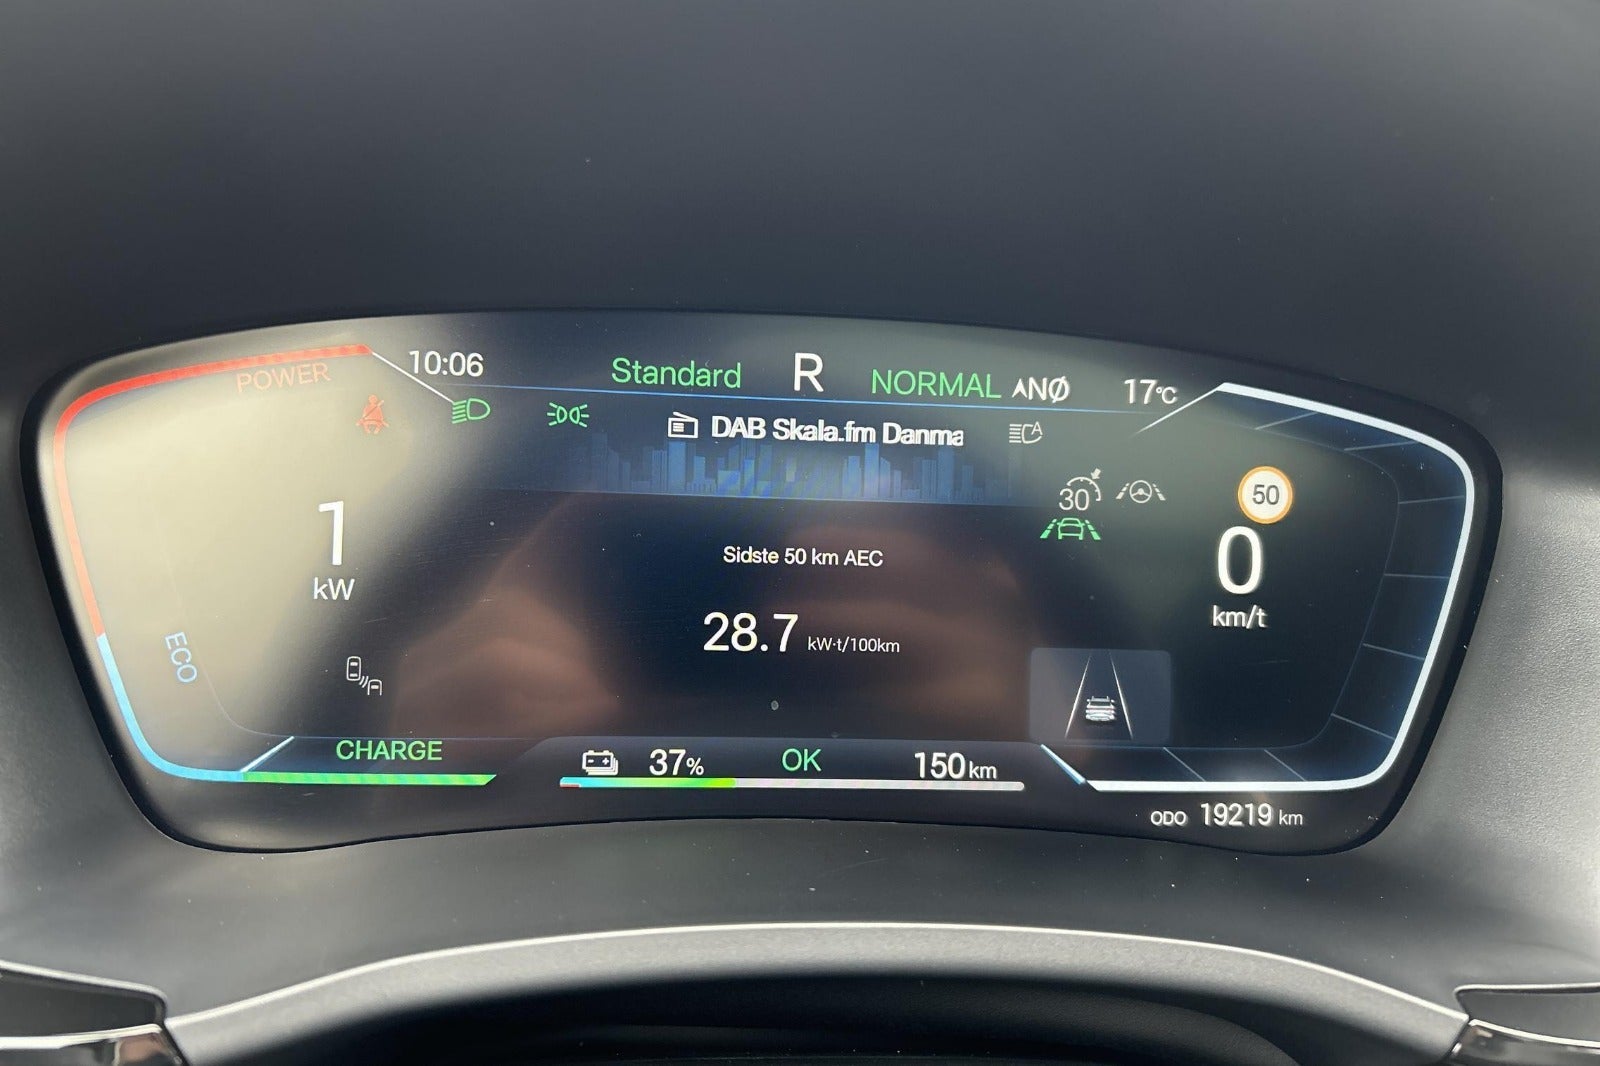 POWER
10:06
Standard R NORMAL
NØ
17°C
DAB Skala.fm Danma
A
30
50
1
kW
Sidste 50 km AEC
28.7 kW·t/100km
0
km/t
ECO
CHARGE
37% OK 150km
ODO 19219 km